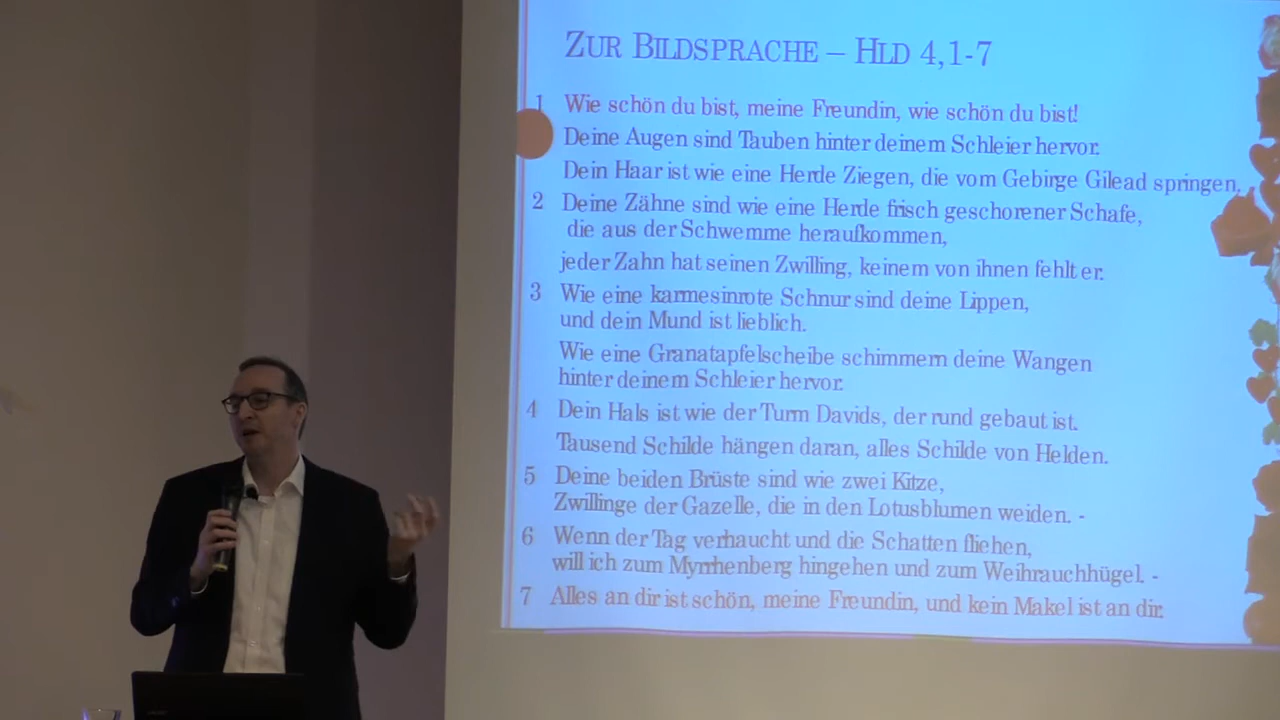 ZUR BILDSPRACHE – HLD 4,1-7
1 Wie schön du bist, meine Freundin, wie schön du bist!
Deine Augen sind Tauben hinter deinem Schleier hervor.
Dein Haar ist wie eine Herde Ziegen, die vom Gebirge Gilead springen.
2 Deine Zähne sind wie eine Herde frisch geschorener Schafe,
die aus der Schwemme heraufkommen,
jeder Zahn hat seinen Zwilling, keinem von ihnen fehlt er.
3 Wie eine karmesinrote Schnur sind deine Lippen,
und dein Mund ist lieblich.
Wie eine Granatapfelscheibe schimmern deine Wangen
hinter deinem Schleier hervor.
4 Dein Hals ist wie der Turm Davids, der rund gebaut ist.
Tausend Schilde hängen daran, alles Schilde von Helden.
5 Deine beiden Brüste sind wie zwei Kitze,
Zwillinge der Gazelle, die in den Lotusblumen weiden. -
6 Wenn der Tag verhaucht und die Schatten fliehen,
will ich zum Myrrhenberg hingehen und zum Weihrauchhügel. -
7 Alles an dir ist schön, meine Freundin, und kein Makel ist an dir.